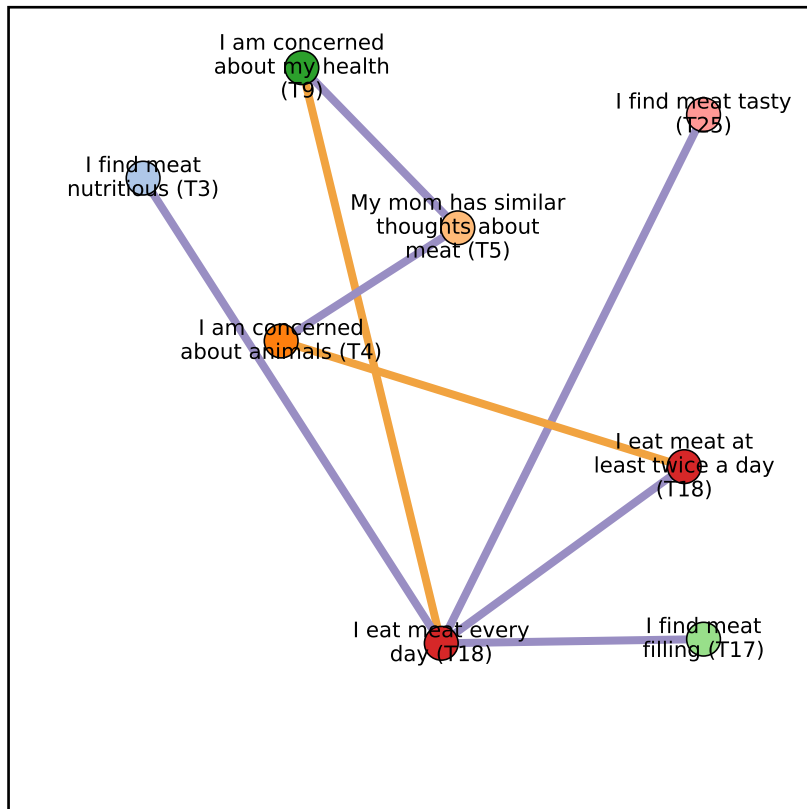 I am concerned
about my health
(T9)
I find meat tasty
(T25)
I find meat
nutritious (T3)
My mom has similar
thoughts about
meat (T5)
I am concerned
about animals (T4)
I eat meat at
least twice a day
(T18)
I eat meat every
day (T18)
I find meat
filling (T17)